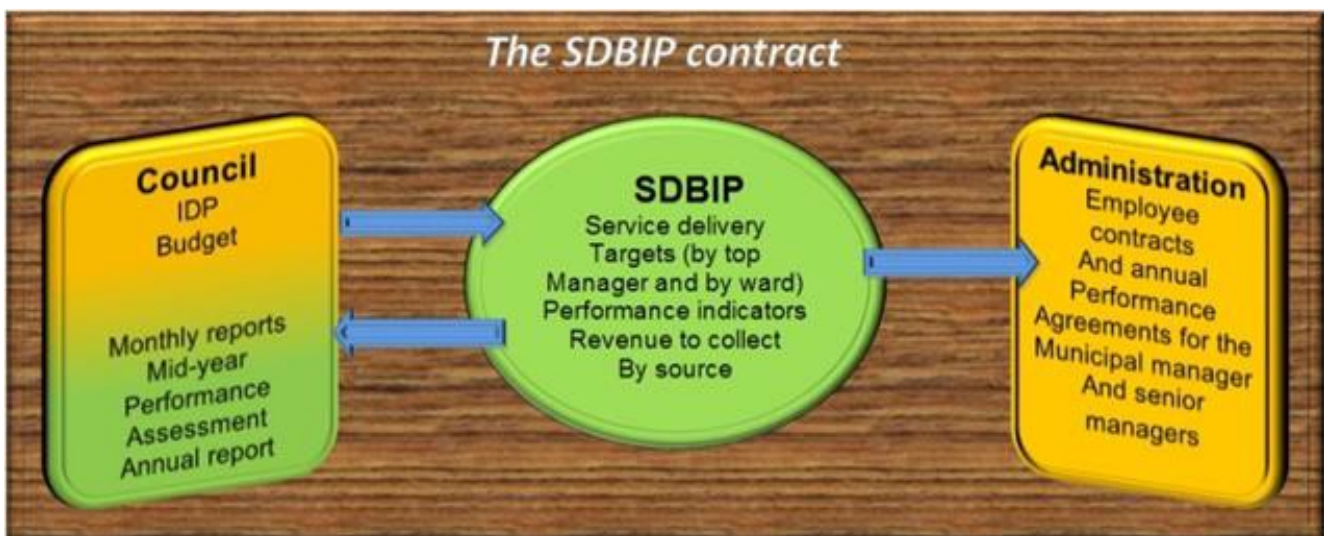 The SDBIP contract
Council
IDP
Budget
Monthly reports
Mid-year
Performance
Assessment
Annual report
SDBIP
Service delivery
Targets (by top
Manager and by ward)
Performance indicators
Revenue to collect
By source
Administration
Employee
contracts
And annual
Performance
Agreements for the
Municipal manager
And senior
managers